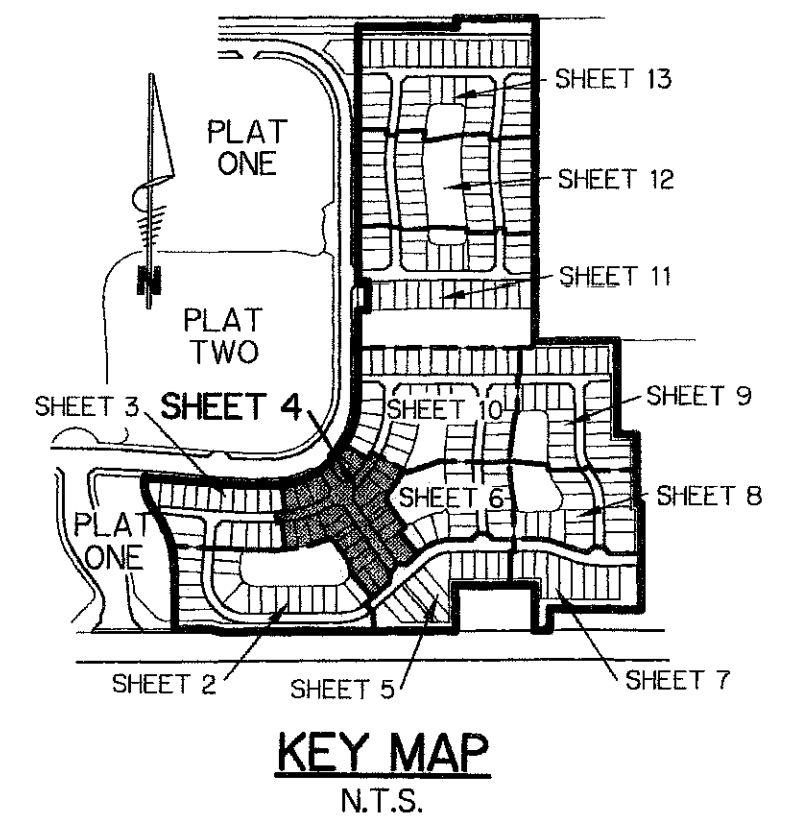 SHEET 13
PLAT
ONE
SHEET 12
N
SHEET 11
PLAT
TWO
SHEET 3
SHEET 4
SHEET 10
SHEET 9
SHEET 6
SHEET 8
PLAT
ONE
SHEET 2
SHEET 5
SHEET 7
KEY MAP
N.T.S.